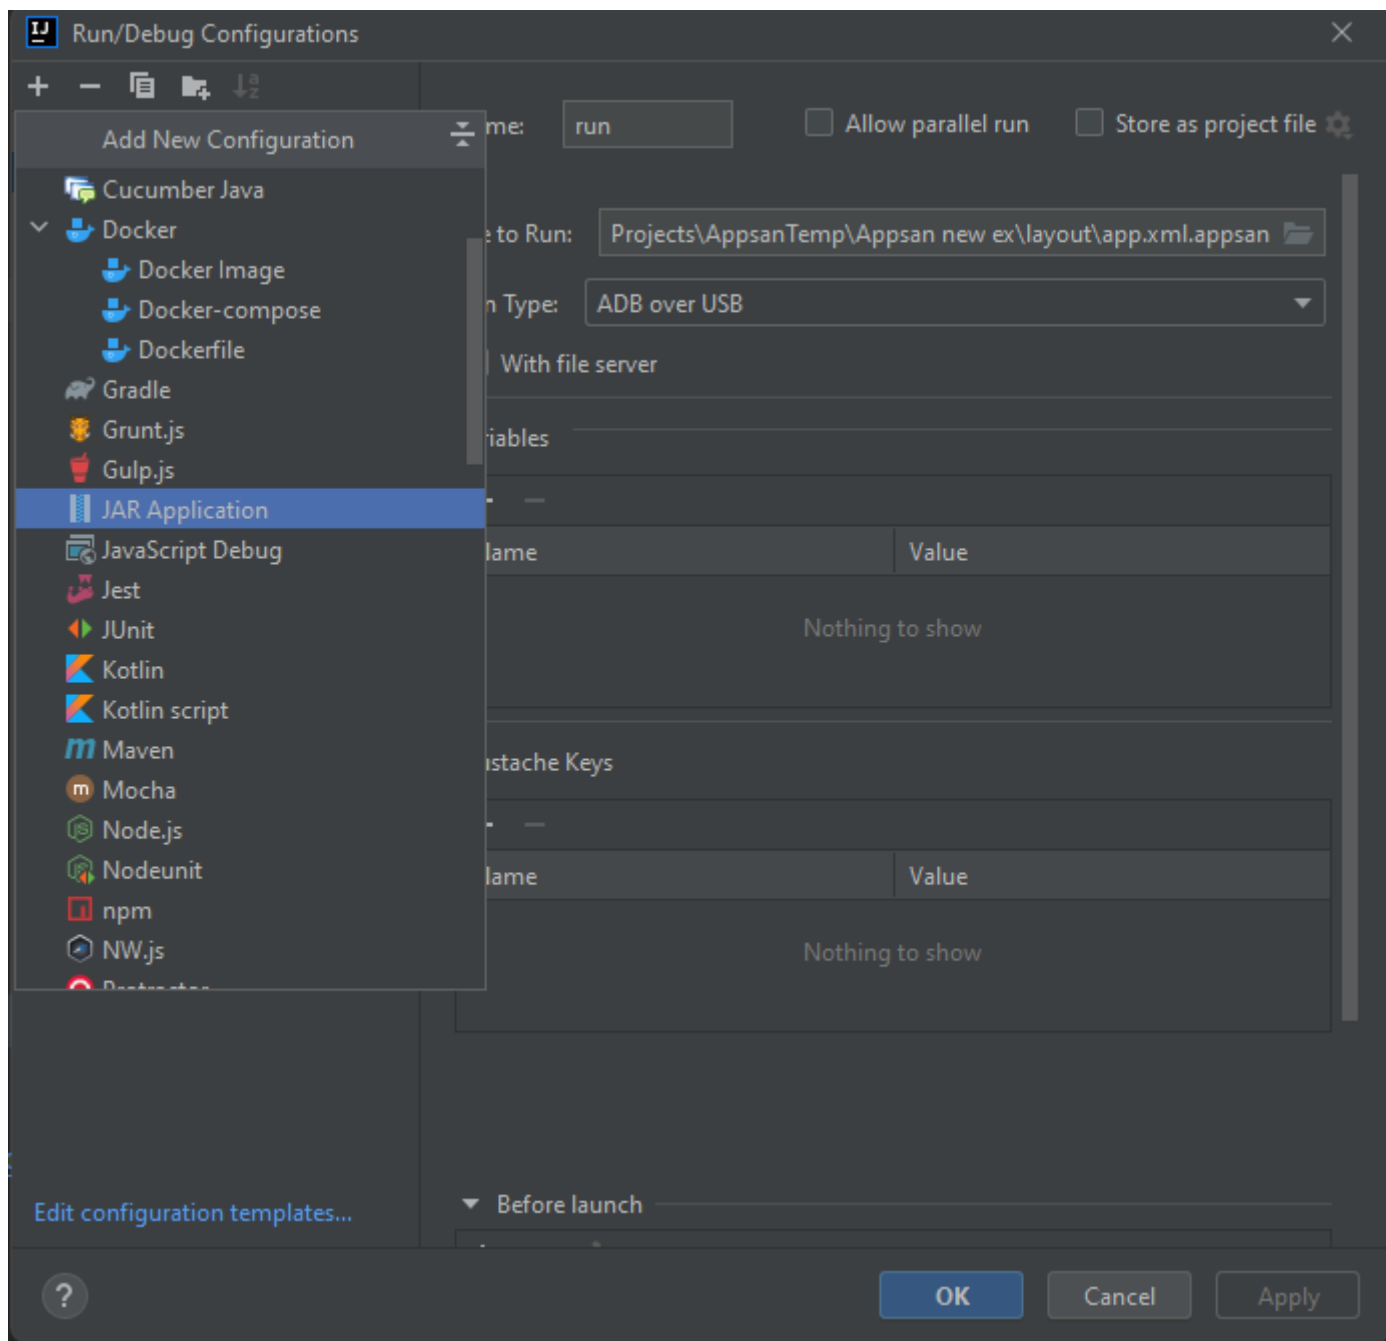 IJ
Run/Debug Configurations
Add New Configuration
me:
run
Allow parallel run
Store as project file
Cucumber Java
Docker
Docker Image
Docker-compose
Dockerfile
Gradle
Grunt.js
Gulp.js
JAR Application
JavaScript Debug
Jest
JUnit
Kotlin
Kotlin script
Maven
Mocha
Node.js
Nodeunit
npm
NW.js
e to Run:
Projects\AppsanTemp\Appsan new ex\layout\app.xml.appsan
n Type:
ADB over USB
With file server
riables
lame
Value
Nothing to show
ustache Keys
lame
Value
Nothing to show
Edit configuration templates...
Before launch
?
OK
Cancel
Apply